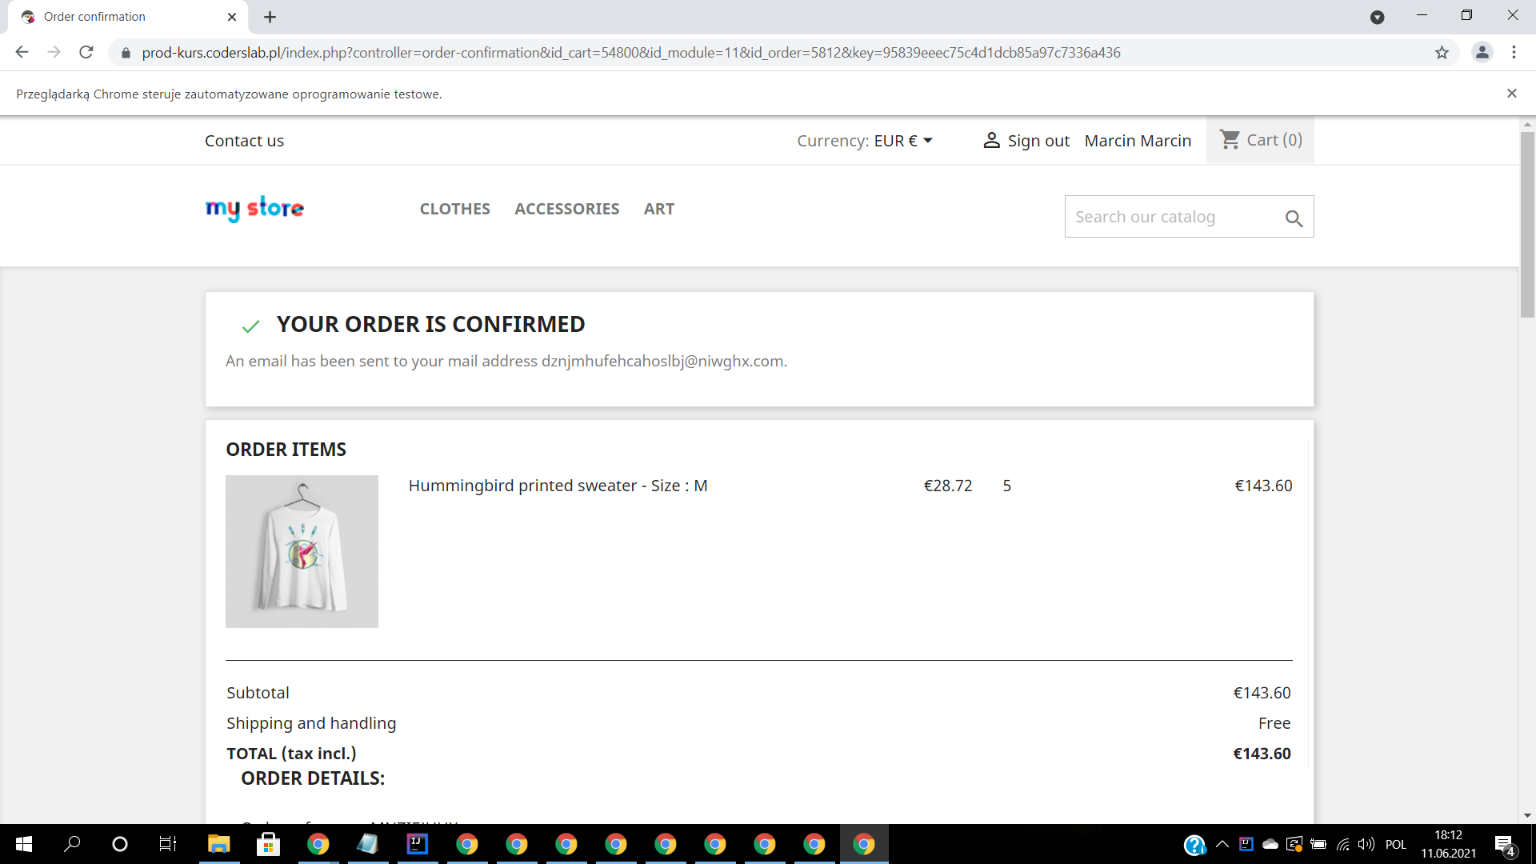 Order confirmation
prod-kurs.coderslab.pl/index.php?controller=order-confirmation&id_cart=54800&id_module=11&id_order=5812&key=95839eeec75c4d1dcb85a97c7336a436
Przeglądarką Chrome steruje zautomatyzowane oprogramowanie testowe.
Contact us
Currency: EUR €
Sign out
Marcin Marcin
Cart (0)
my store
CLOTHES
ACCESSORIES
ART
Search our catalog
YOUR ORDER IS CONFIRMED
An email has been sent to your mail address dznjmhufehcahoslbj@niwghx.com.
ORDER ITEMS
Hummingbird printed sweater - Size : M €28.72 5 €143.60
Subtotal €143.60
Shipping and handling Free
TOTAL (tax incl.) €143.60
ORDER DETAILS:
IJ
POL
18:12
11.06.2021
4